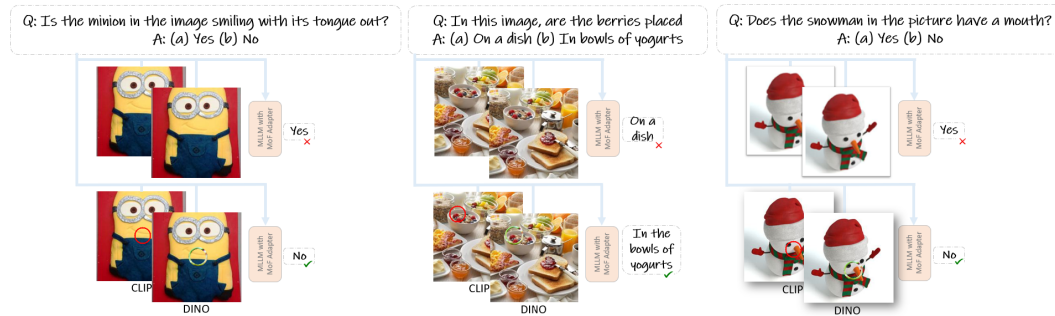 Q: Is the minion in the image smiling with its tongue out?
A: (a) Yes (b) No
MLLM with
MoF Adapter
Yes
MLLM with
MoF Adapter
No
CLIP
DINO
Q: In this image, are the berries placed
A: (a) On a dish (b) In bowls of yogurts
MLLM with
MoF Adapter
On a
dish
MLLM with
MoF Adapter
In the
bowls of
yogurts
CLIP
DINO
Q: Does the snowman in the picture have a mouth?
A: (a) Yes (b) No
MLLM with
MoF Adapter
Yes
MLLM with
MoF Adapter
No
CLIP
DINO